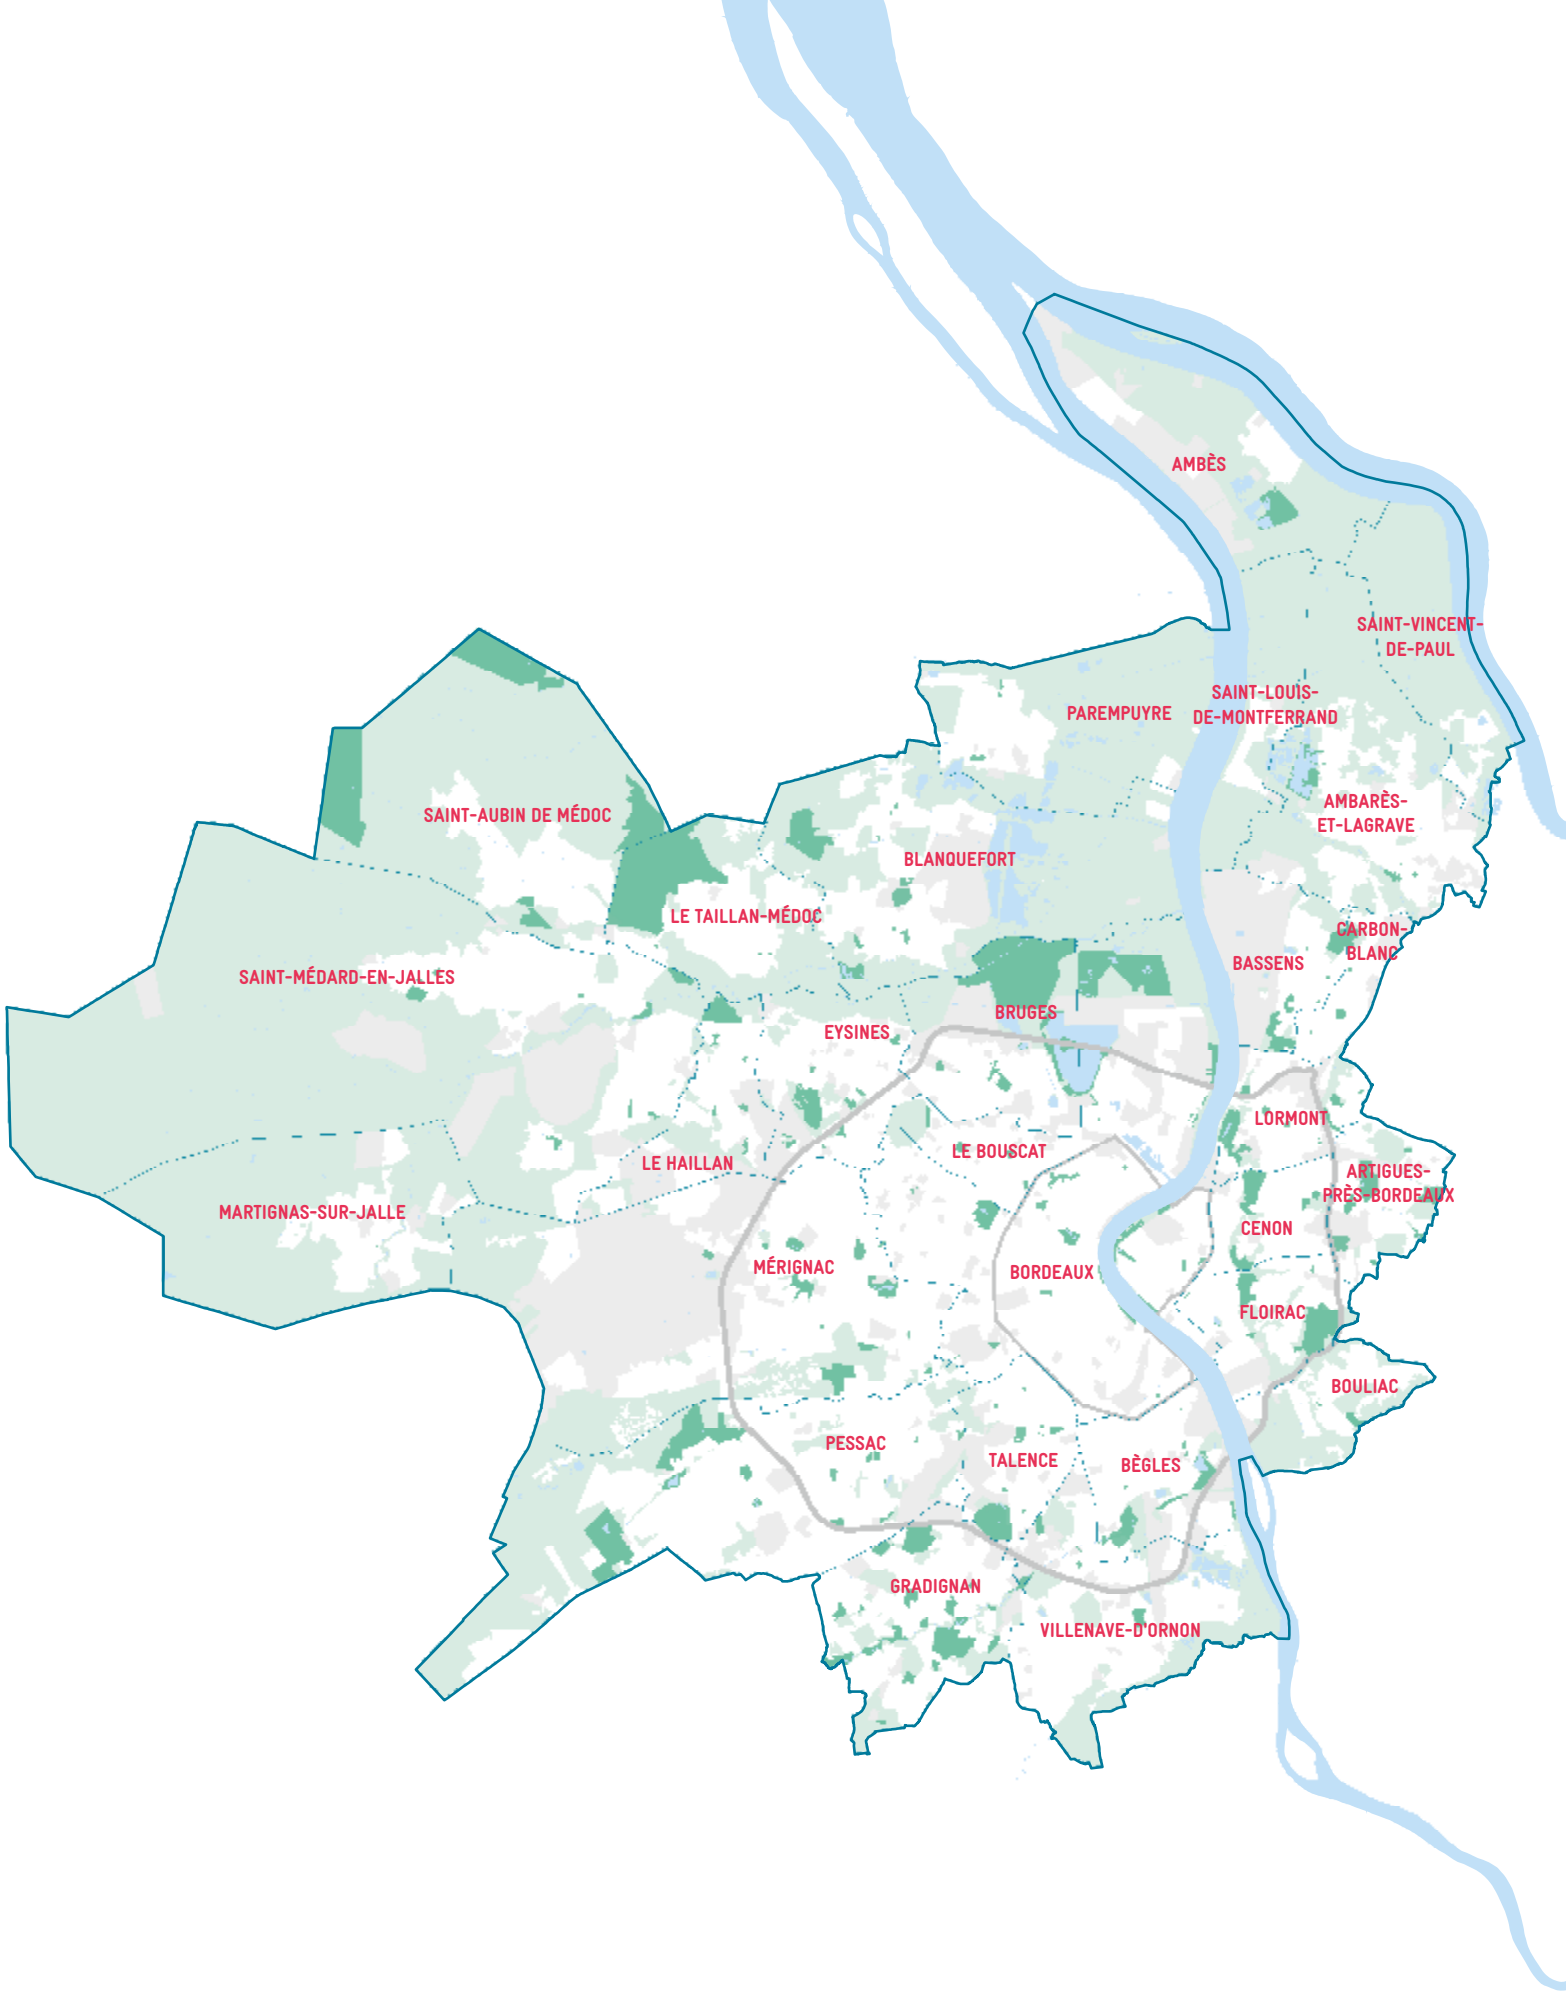 AMBÈS
SAINT-VINCENT-
DE-PAUL
SAINT-LOUIS-
DE-MONTFERRAND
PAREMPUYRE
AMBARÈS-
ET-LAGRAVE
SAINT-AUBIN DE MÉDOC
BLANQUEFORT
LE TAILLAN-MÉDOC
CARBON-
BLANC
BASSENS
SAINT-MÉDARD-EN-JALLES
BRUGES
EYSINES
LORMONT
LE BOUSCAT
LE HAILLAN
ARTIGUES-
PRÈS-BORDEAUX
MARTIGNAS-SUR-JALLE
CENON
MÉRIGNAC
BORDEAUX
FLOIRAC
BOULIAC
PESSAC
TALENCE
BÈGLES
GRADIGNAN
VILLENAVE-D'ORNON